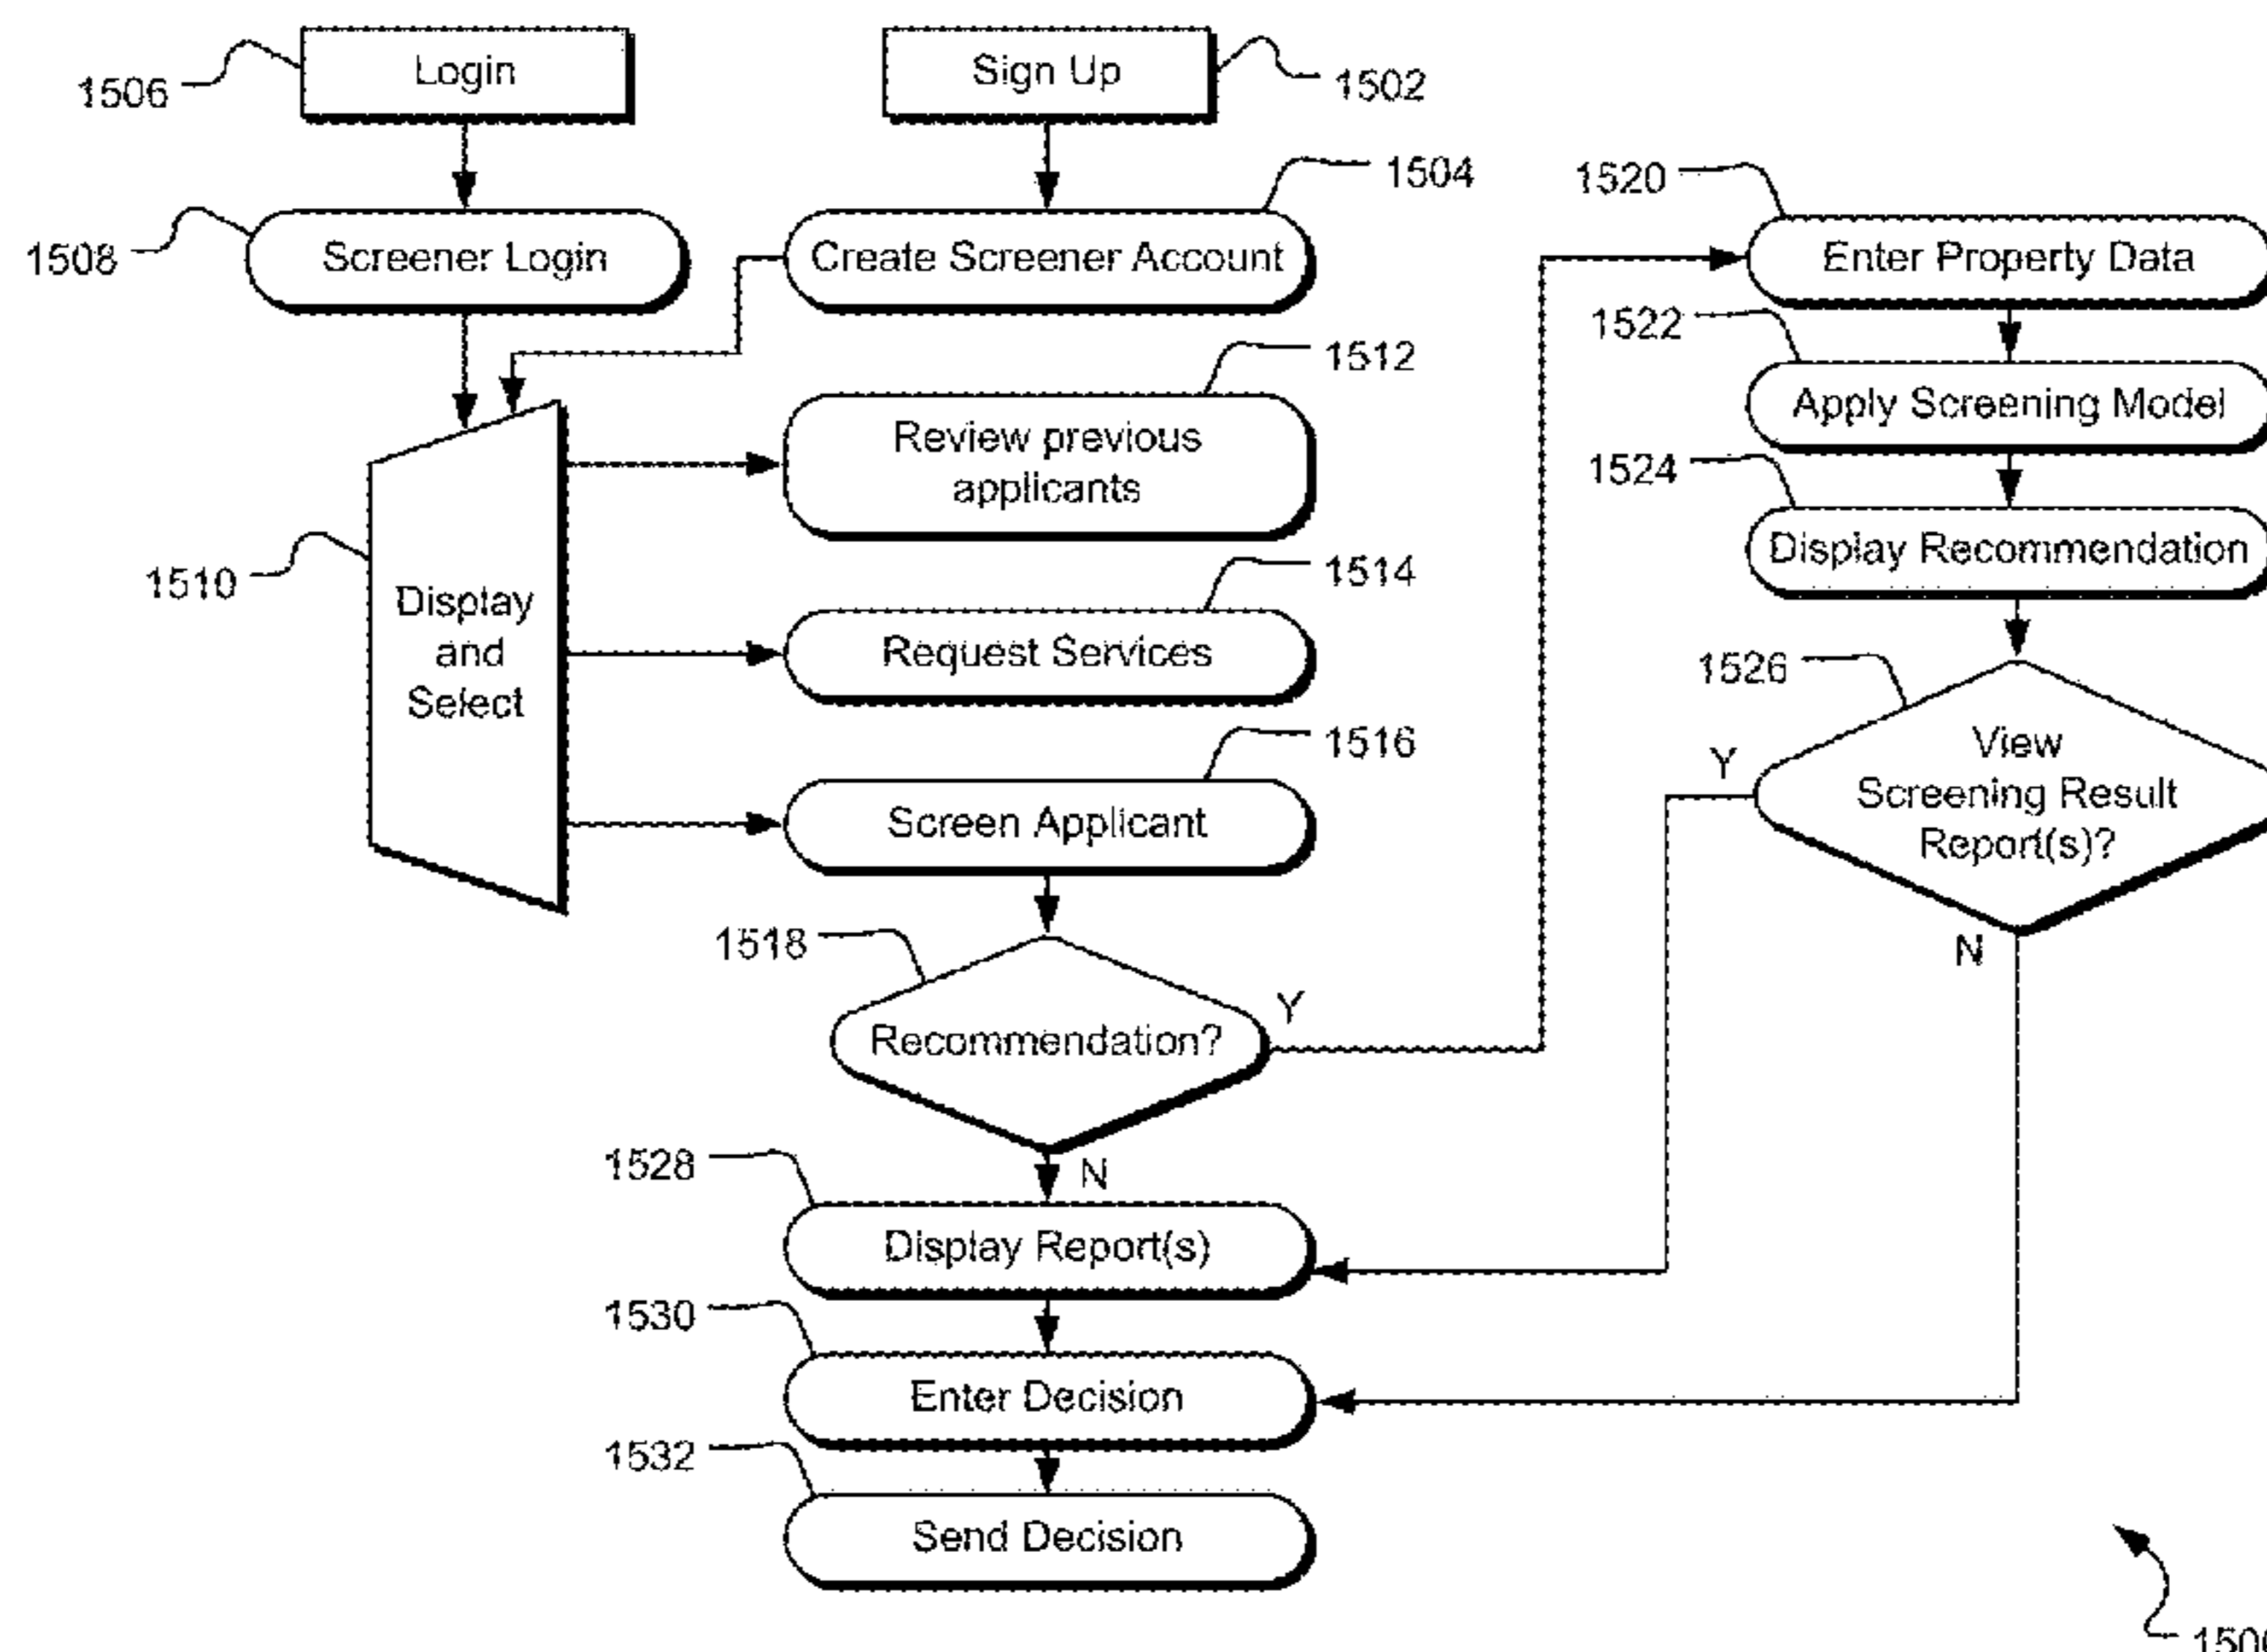 1506
Login
Sign Up
1502
1504
1508
Screener Login
Create Screener Account
1520
Enter Property Data
1522
Apply Screening Model
1524
Display Recommendation
1512
Review previous
applicants
1510
Display
and
Select
1514
Request Services
1516
Screen Applicant
1526
View
Screening Result
Report(s)?
Y
N
1518
Recommendation?
Y
N
1528
Display Report(s)
1530
Enter Decision
1532
Send Decision